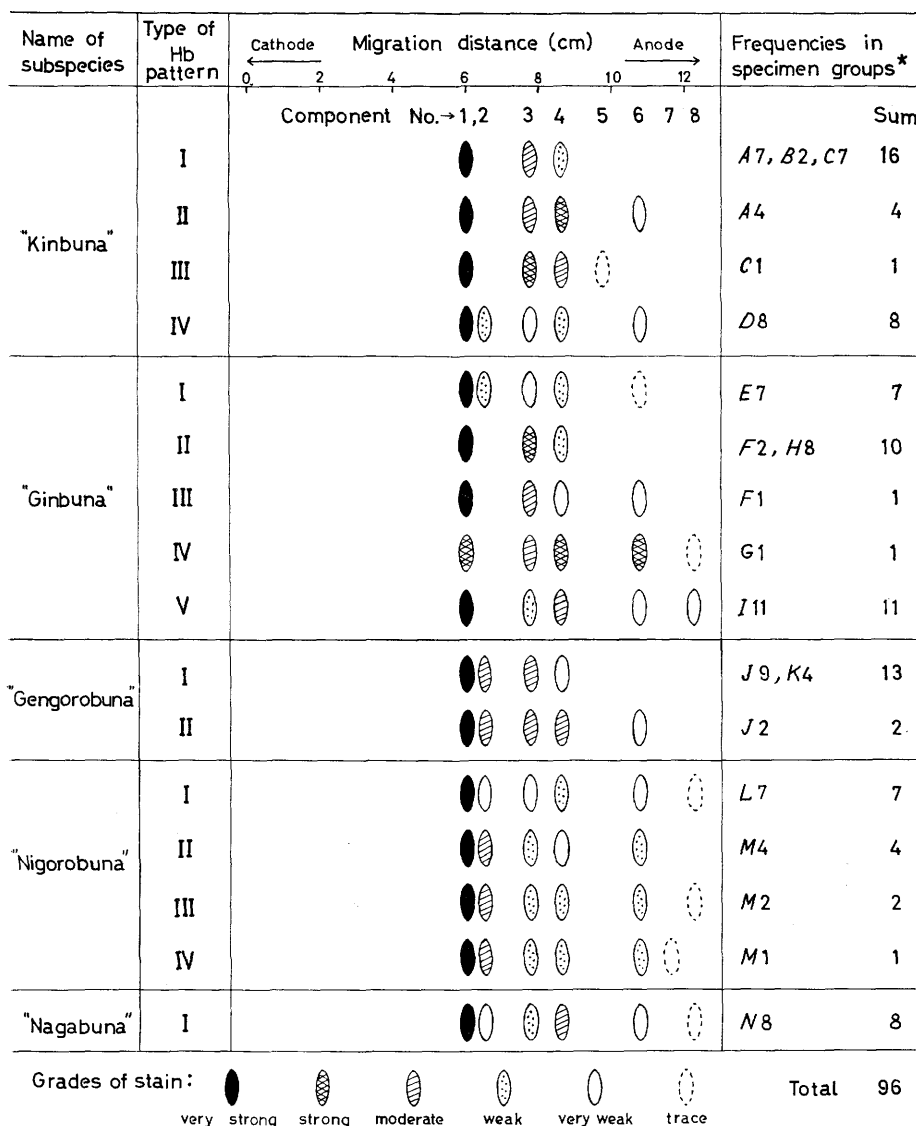 Name of subspecies Type of Hb pattern Cathode Migration distance (cm) Anode Frequencies in specimen groups*
0 2 4 6 8 10 12
Component No.→1,2 3 4 5 6 7 8 Sum
"Kinbuna" I A7, B2, C7 16
II A4 4
III C1 1
IV D8 8
"Ginbuna" I E7 7
II F2, H8 10
III F1 1
IV G1 1
V I11 11
"Gengorobuna" I J9, K4 13
II J2 2
"Nigorobuna" I L7 7
II M4 4
III M2 2
IV M1 1
"Nagabuna" I N8 8
Grades of stain: Total 96
very strong strong moderate weak very weak trace